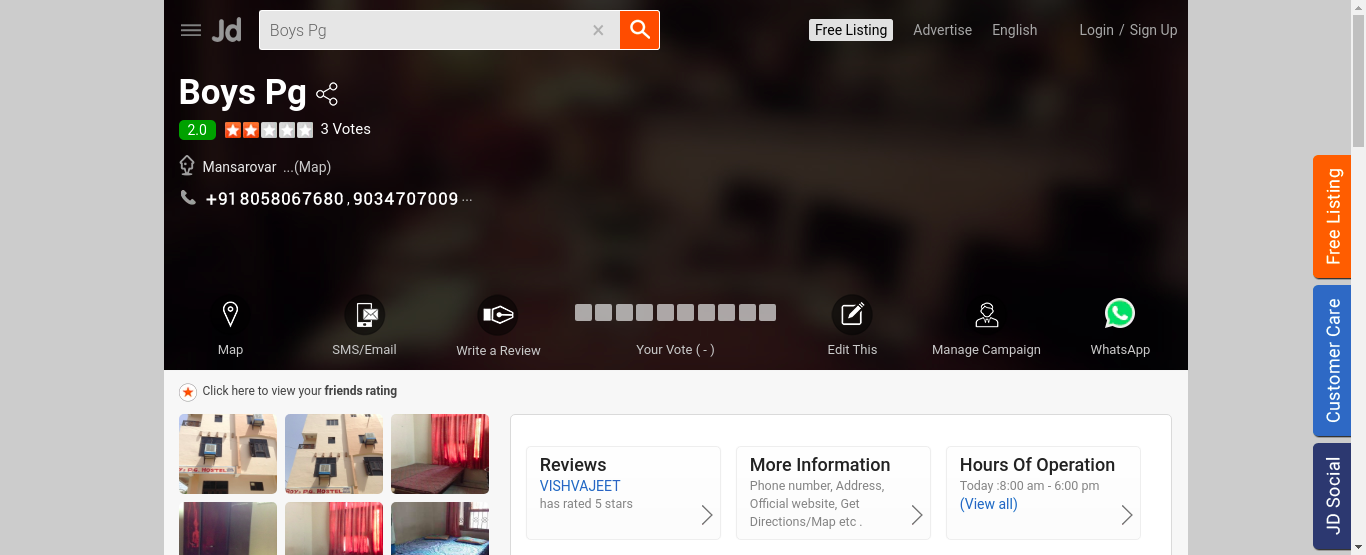 Jd
Boys Pg
Free Listing
Advertise
English
Login / Sign Up
Boys Pg
2.0
3 Votes
Mansarovar ...(Map)
+91 8058067680 , 9034707009 ...
Map
SMS/Email
Write a Review
Your Vote ( - )
Edit This
Manage Campaign
WhatsApp
Click here to view your friends rating
P.G. HOSTEL
P.G. HOSTEL
Reviews
VISHVAJEET
has rated 5 stars
More Information
Phone number, Address,
Official website, Get
Directions/Map etc .
Hours Of Operation
Today :8:00 am - 6:00 pm
(View all)
Free Listing
Customer Care
JD Social